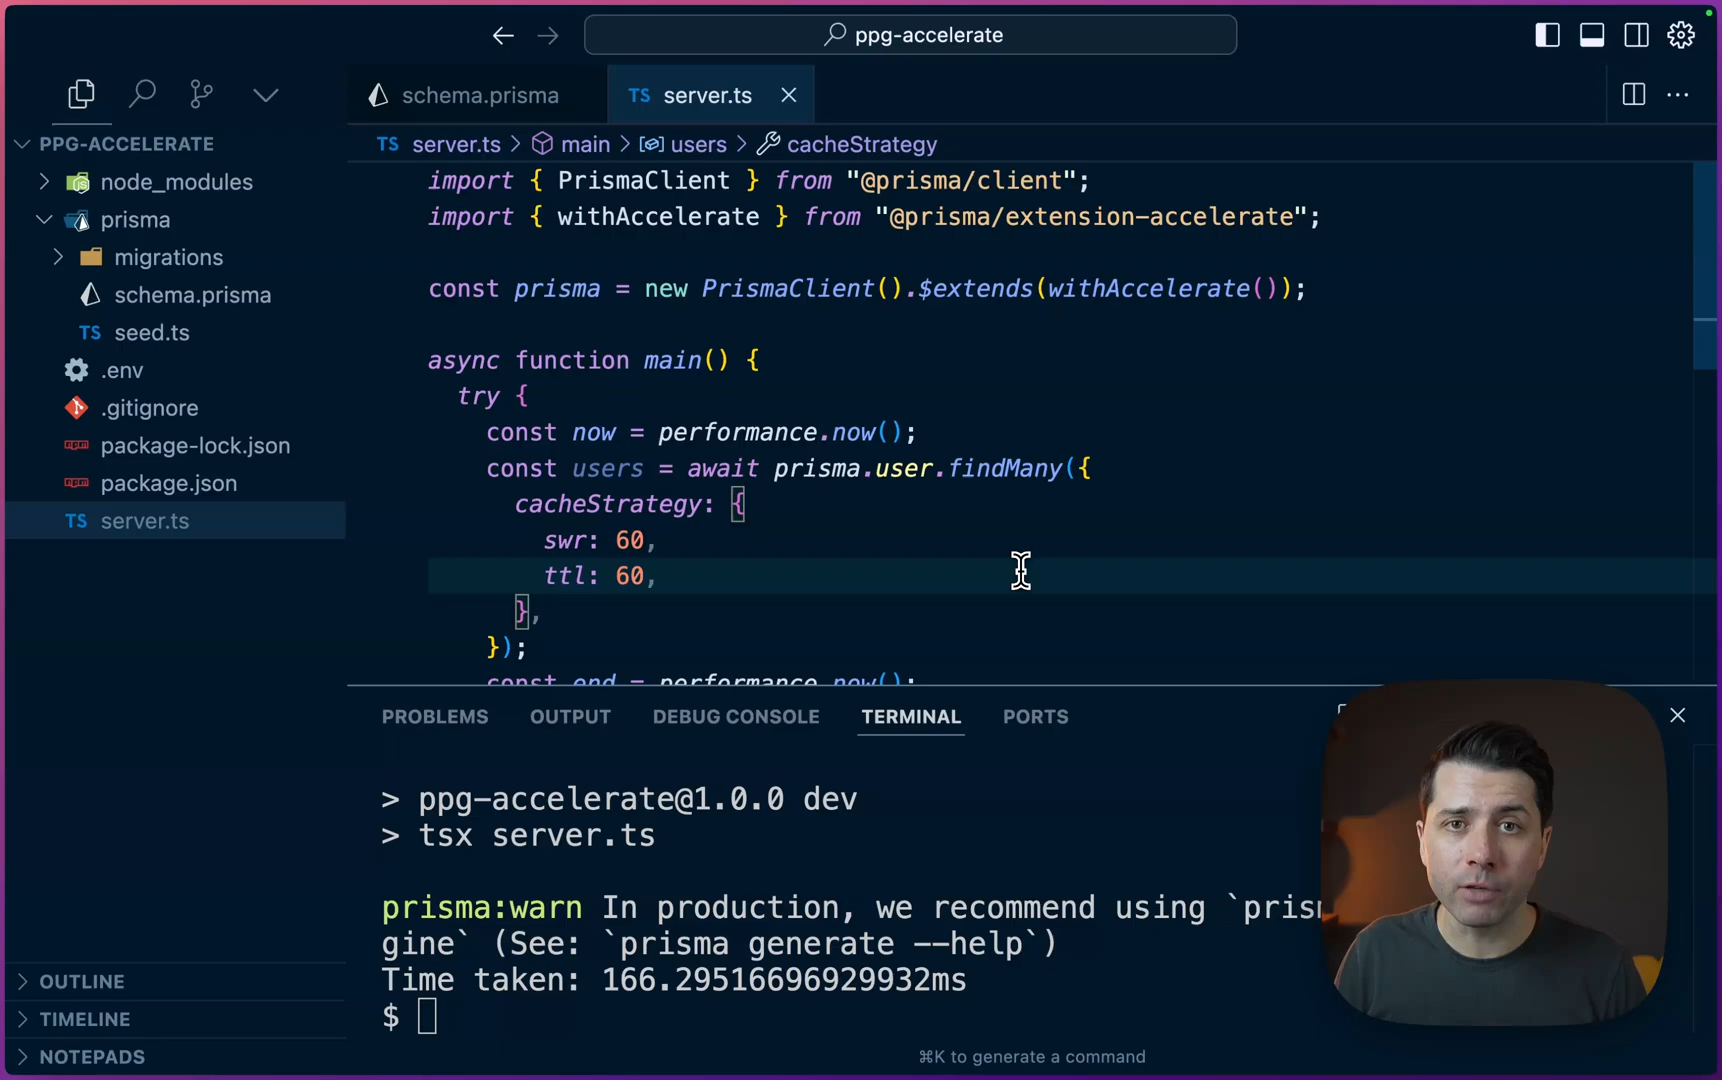 ppg-accelerate
schema.prisma
TS server.ts
PPG-ACCELERATE
node_modules
prisma
migrations
schema.prisma
TS seed.ts
.env
.gitignore
package-lock.json
package.json
TS server.ts
OUTLINE
TIMELINE
NOTEPADS
TS server.ts > main > users > cacheStrategy
import { PrismaClient } from "@prisma/client";
import { withAccelerate } from "@prisma/extension-accelerate";
const prisma = new PrismaClient().$extends(withAccelerate());
async function main() {
try {
const now = performance.now();
const users = await prisma.user.findMany({
cacheStrategy: {
swr: 60,
ttl: 60,
},
});
const end = performance.now();
PROBLEMS OUTPUT DEBUG CONSOLE TERMINAL PORTS
> ppg-accelerate@1.0.0 dev
> tsx server.ts
prisma:warn In production, we recommend using `prism
gine` (See: `prisma generate --help`)
Time taken: 166.29516696929932ms
$
⌘K to generate a command